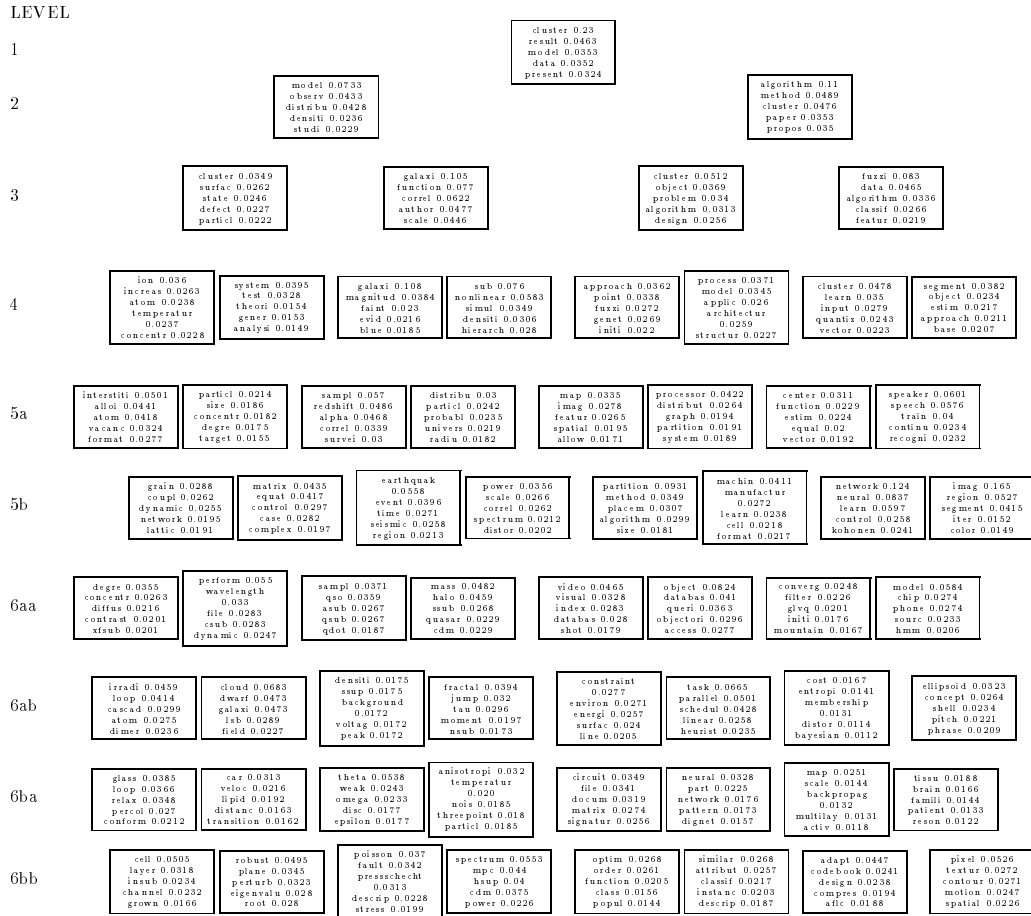 LEVEL
1
cluster 0.23
result 0.0463
model 0.0353
data 0.0352
present 0.0324
2
model 0.0733
observ 0.0433
distribu 0.0428
densiti 0.0236
studi 0.0229
algorithm 0.11
method 0.0489
cluster 0.0476
paper 0.0353
propos 0.035
3
cluster 0.0349
surfac 0.0262
state 0.0246
defect 0.0227
particl 0.0222
galaxi 0.105
function 0.077
correl 0.0622
author 0.0477
scale 0.0446
cluster 0.0512
object 0.0369
problem 0.034
algorithm 0.0313
design 0.0256
fuzzi 0.083
data 0.0465
algorithm 0.0336
classif 0.0266
featur 0.0219
4
ion 0.036
increas 0.0263
atom 0.0238
temperatur
0.0237
concentr 0.0228
system 0.0395
test 0.0328
theori 0.0154
gener 0.0153
analysi 0.0149
galaxi 0.108
magnitud 0.0384
faint 0.023
evid 0.0216
blue 0.0185
sub 0.076
nonlinear 0.0583
simul 0.0349
densiti 0.0306
hierarch 0.028
approach 0.0362
point 0.0338
fuzzi 0.0272
genet 0.0269
initi 0.022
process 0.0371
model 0.0345
applic 0.026
architectur
0.0259
structur 0.0227
cluster 0.0478
learn 0.035
input 0.0279
quantiz 0.0243
vector 0.0223
segment 0.0382
object 0.0234
estim 0.0217
approach 0.0211
base 0.0207
5a
interstiti 0.0501
alloi 0.0441
atom 0.0418
vacanc 0.0324
format 0.0277
particl 0.0214
size 0.0186
concentr 0.0182
degre 0.0175
target 0.0155
sampl 0.057
redshift 0.0486
alpha 0.0468
correl 0.0339
survei 0.03
distribu 0.03
particl 0.0242
probabl 0.0235
univers 0.0219
radiu 0.0182
map 0.0335
imag 0.0278
featur 0.0265
spatial 0.0195
allow 0.0171
processor 0.0422
distribut 0.0264
graph 0.0194
partition 0.0191
system 0.0189
center 0.0311
function 0.0229
estim 0.0224
equal 0.02
vector 0.0192
speaker 0.0601
speech 0.0576
train 0.04
continu 0.0234
recogni 0.0232
5b
grain 0.0288
coupl 0.0262
dynamic 0.0255
network 0.0195
lattic 0.0191
matrix 0.0435
equat 0.0417
control 0.0297
case 0.0282
complex 0.0197
earthquak
0.0558
event 0.0396
time 0.0271
seismic 0.0258
region 0.0213
power 0.0356
scale 0.0266
correl 0.0262
spectrum 0.0212
distor 0.0202
partition 0.0931
method 0.0349
placem 0.0307
algorithm 0.0299
size 0.0181
machin 0.0411
manufactur
0.0272
learn 0.0238
cell 0.0218
format 0.0217
network 0.124
neural 0.0837
learn 0.0597
control 0.0258
kohonen 0.0241
imag 0.165
region 0.0527
segment 0.0415
iter 0.0152
color 0.0149
6aa
degre 0.0355
concentr 0.0263
diffus 0.0216
contrast 0.0201
xfsub 0.0201
perform 0.055
wavelength
0.033
file 0.0283
csub 0.0283
dynamic 0.0247
sampl 0.0371
qso 0.0359
asub 0.0267
qsub 0.0267
qdot 0.0187
mass 0.0482
halo 0.0459
ssub 0.0268
quasar 0.0229
cdm 0.0229
video 0.0465
visual 0.0328
index 0.0283
databas 0.028
shot 0.0179
object 0.0824
databas 0.041
queri 0.0363
objectori 0.0296
access 0.0277
converg 0.0248
filter 0.0226
glvq 0.0201
initi 0.0176
mountain 0.0167
model 0.0584
chip 0.0274
phone 0.0274
sourc 0.0233
hmm 0.0206
6ab
irradi 0.0459
loop 0.0414
cascad 0.0299
atom 0.0275
dimer 0.0236
cloud 0.0683
dwarf 0.0473
galaxi 0.0473
lsb 0.0289
field 0.0227
densiti 0.0175
ssup 0.0175
background
0.0172
voltag 0.0172
peak 0.0172
fractal 0.0394
jump 0.032
tau 0.0296
moment 0.0197
nsub 0.0173
constraint
0.0277
environ 0.0271
energi 0.0257
surfac 0.024
line 0.0205
task 0.0665
parallel 0.0501
schedul 0.0428
linear 0.0258
heurist 0.0235
cost 0.0167
entropi 0.0141
membership
0.0131
distor 0.0114
bayesian 0.0112
ellipsoid 0.0323
concept 0.0264
shell 0.0234
pitch 0.0221
phrase 0.0209
6ba
glass 0.0385
loop 0.0366
relax 0.0348
percol 0.027
conform 0.0212
car 0.0313
veloc 0.0216
lipid 0.0192
distanc 0.0163
transition 0.0162
theta 0.0538
weak 0.0243
omega 0.0233
disc 0.0177
epsilon 0.0177
anisotropi 0.032
temperatur
0.020
nois 0.0185
threepoint 0.018
particl 0.0185
circuit 0.0349
file 0.0341
docum 0.0319
matrix 0.0274
signatur 0.0256
neural 0.0328
part 0.0225
network 0.0176
pattern 0.0173
dignet 0.0157
map 0.0251
scale 0.0144
backpropag
0.0132
multilay 0.0131
activ 0.0118
tissu 0.0188
brain 0.0166
famili 0.0144
patient 0.0133
reson 0.0122
6bb
cell 0.0505
layer 0.0318
insub 0.0234
channel 0.0232
grown 0.0166
robust 0.0495
plane 0.0345
perturb 0.0323
eigenvalu 0.028
root 0.028
poisson 0.037
fault 0.0342
pressschecht
0.0313
descrip 0.0228
stress 0.0199
spectrum 0.0553
mpc 0.044
hsup 0.04
cdm 0.0375
power 0.0226
optim 0.0268
order 0.0261
function 0.0205
class 0.0156
popul 0.0144
similar 0.0268
attribut 0.0257
classif 0.0217
instanc 0.0203
descrip 0.0187
adapt 0.0447
codebook 0.0241
design 0.0238
compres 0.0194
aflc 0.0188
pixel 0.0526
textur 0.0272
contour 0.0271
motion 0.0247
spatial 0.0226